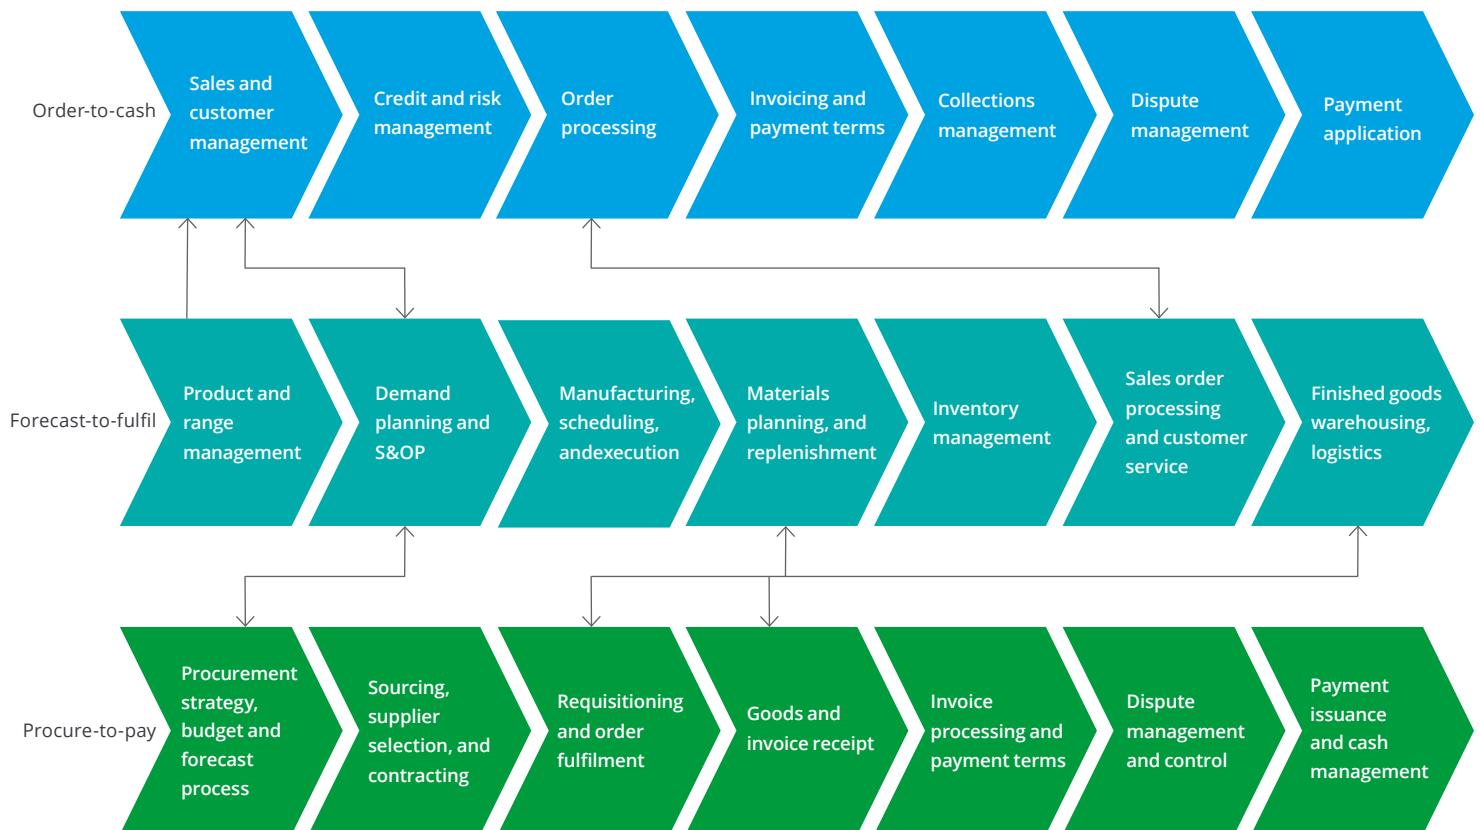 Order-to-cash
Sales and
customer
management
Credit and risk
management
Order
processing
Invoicing and
payment terms
Collections
management
Dispute
management
Payment
application
Forecast-to-fulfil
Product and
range
management
Demand
planning and
S&OP
Manufacturing,
scheduling,
andexecution
Materials
planning, and
replenishment
Inventory
management
Sales order
processing
and customer
service
Finished goods
warehousing,
logistics
Procure-to-pay
Procurement
strategy,
budget and
forecast
process
Sourcing,
supplier
selection, and
contracting
Requisitioning
and order
fulfilment
Goods and
invoice receipt
Invoice
processing and
payment terms
Dispute
management
and control
Payment
issuance
and cash
management